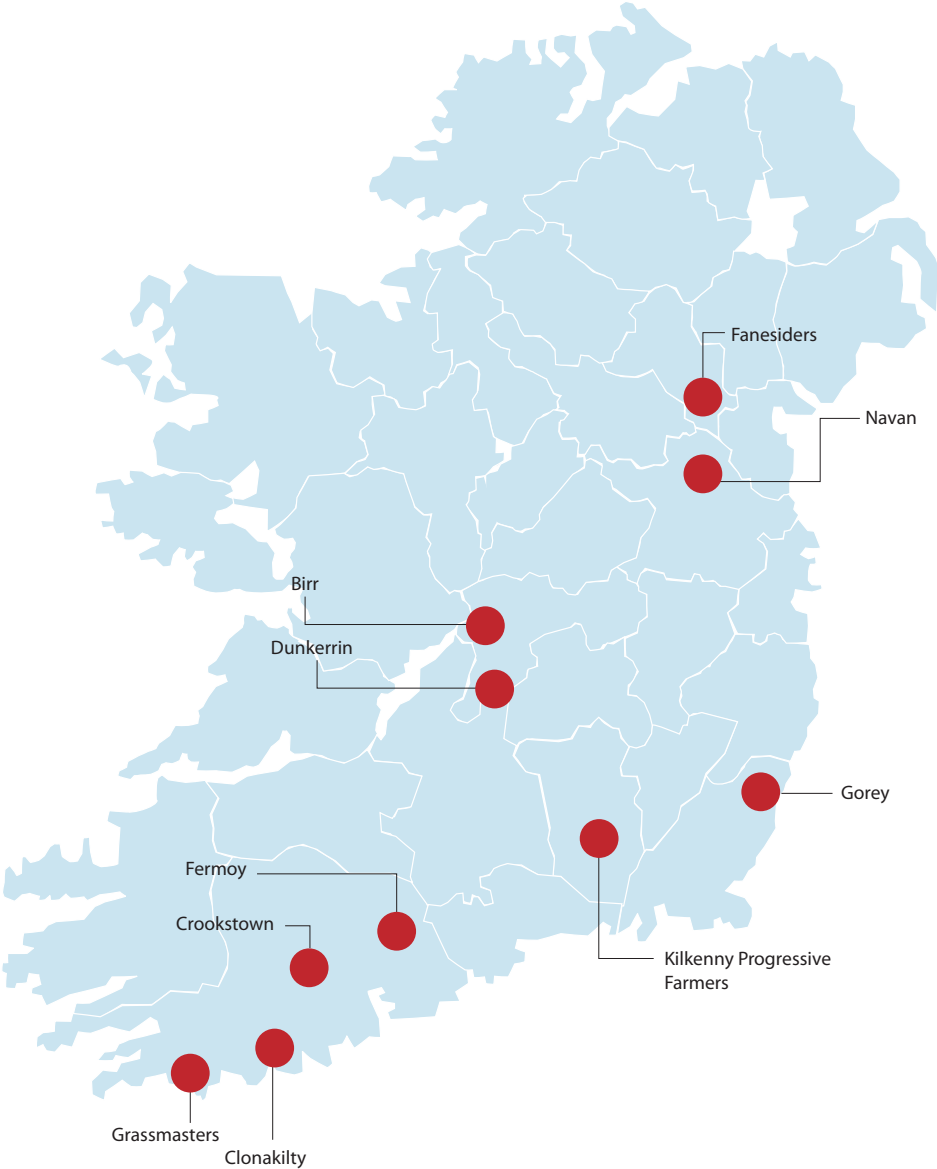 Fanesiders
Navan
Birr
Dunkerrin
Gorey
Fermoy
Crookstown
Kilkenny Progressive
Farmers
Grassmasters
Clonakilty